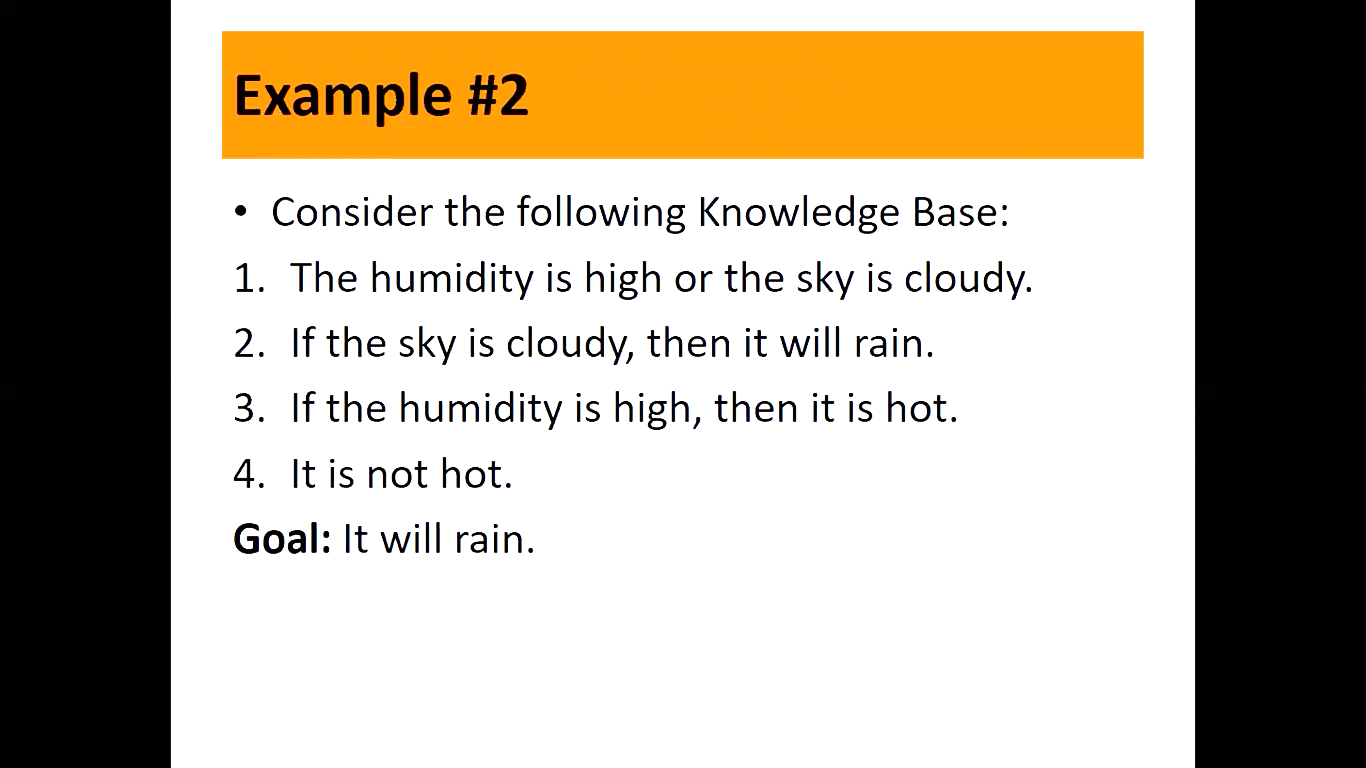 Example #2
• Consider the following Knowledge Base:
1. The humidity is high or the sky is cloudy.
2. If the sky is cloudy, then it will rain.
3. If the humidity is high, then it is hot.
4. It is not hot.
Goal: It will rain.